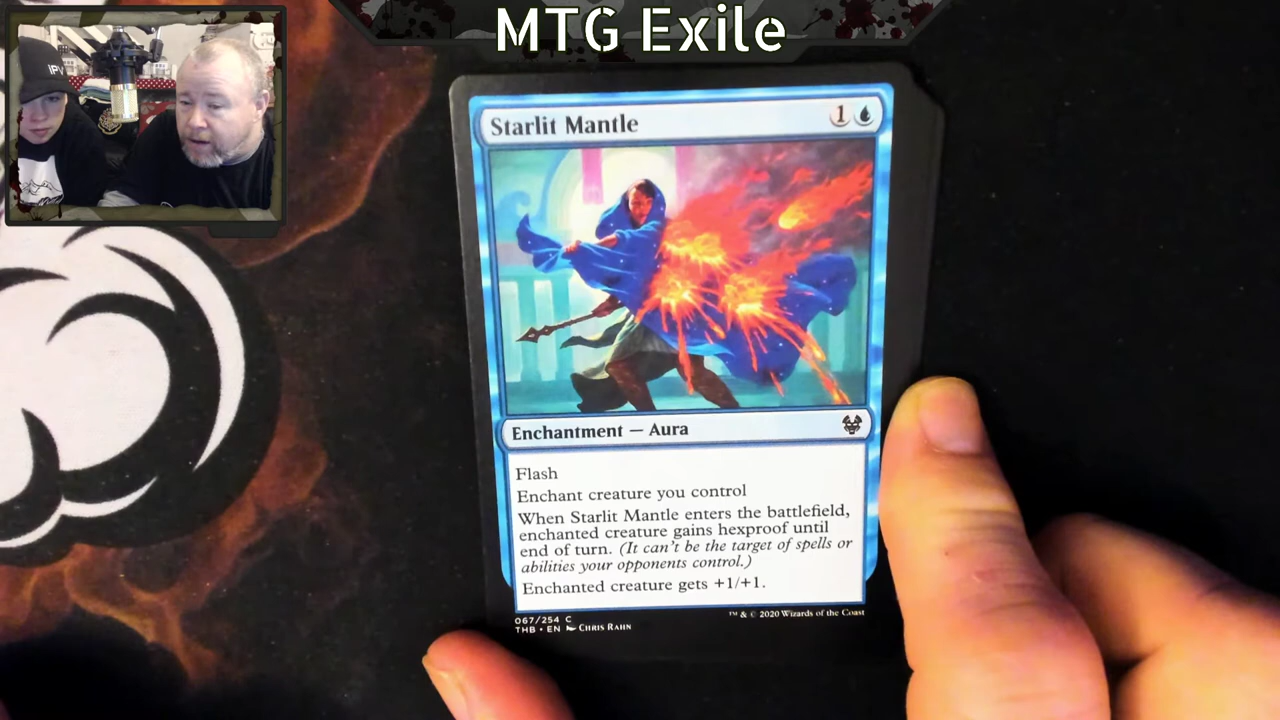 MTG Exile
IPV
Starlit Mantle
1
Enchantment — Aura
Flash
Enchant creature you control
When Starlit Mantle enters the battlefield,
enchanted creature gains hexproof until
end of turn. (It can't be the target of spells or
abilities your opponents control.)
Enchanted creature gets +1/+1.
067/254 C
THB • EN Chris Rahn
™ & © 2020 Wizards of the Coast